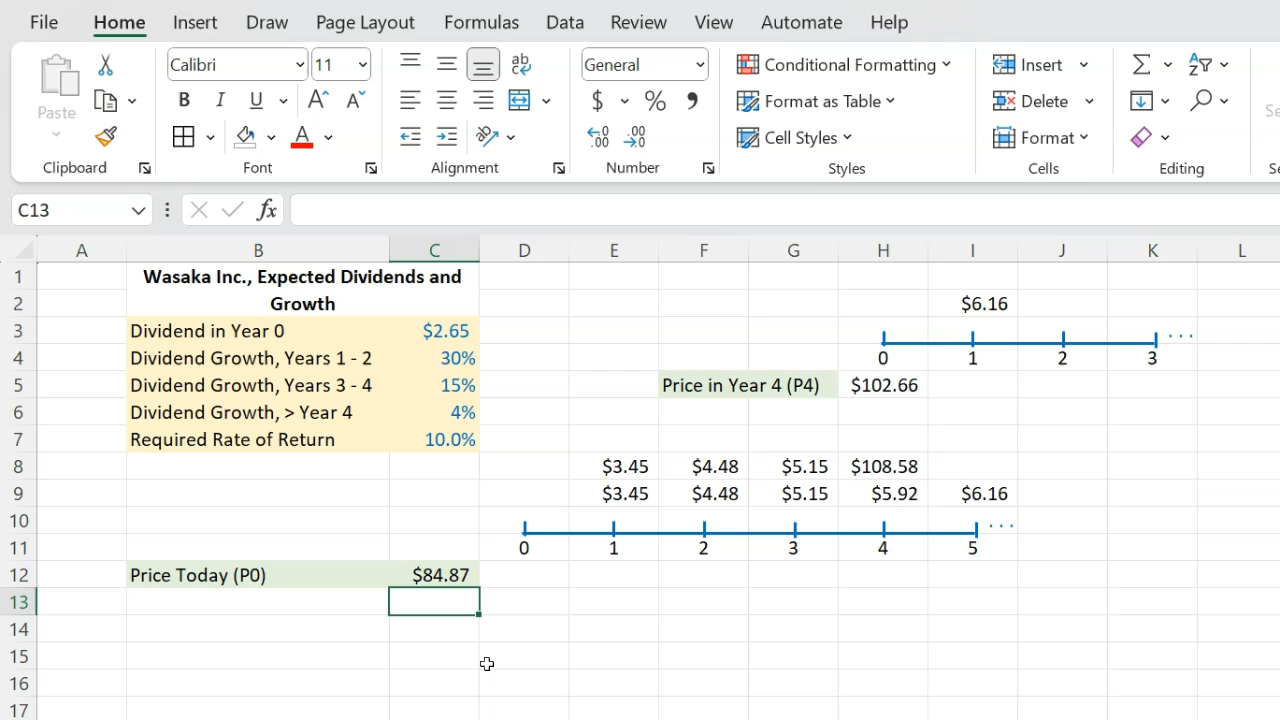 File Home Insert Draw Page Layout Formulas Data Review View Automate Help
Paste
Calibri 11
B I U A A A
ab
General
$ % 9
.00 .00
Conditional Formatting
Format as Table
Cell Styles
Insert
Delete
Format
Clipboard Font Alignment Number Styles Cells Editing
C13 fx
A B C D E F G H I J K L
1 Wasaka Inc., Expected Dividends and
2 Growth $6.16
3 Dividend in Year 0 $2.65 ...
4 Dividend Growth, Years 1 - 2 30% 0 1 2 3
5 Dividend Growth, Years 3 - 4 15% Price in Year 4 (P4) $102.66
6 Dividend Growth, > Year 4 4%
7 Required Rate of Return 10.0%
8 $3.45 $4.48 $5.15 $108.58
9 $3.45 $4.48 $5.15 $5.92 $6.16
10 ...
11 0 1 2 3 4 5
12 Price Today (P0) $84.87
13
14
15
16
17